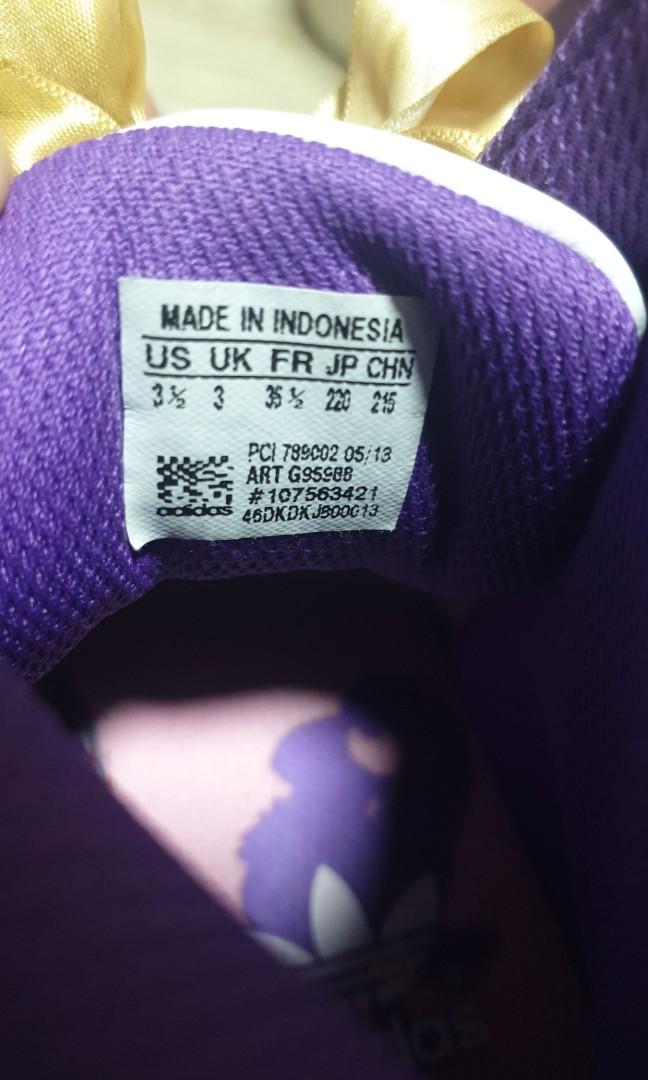 MADE IN INDONESIA
US UK FR JP CHN
3½ 3 35½ 220 215
PCI 789002 05/13
ART G95988
#107563421
adidas